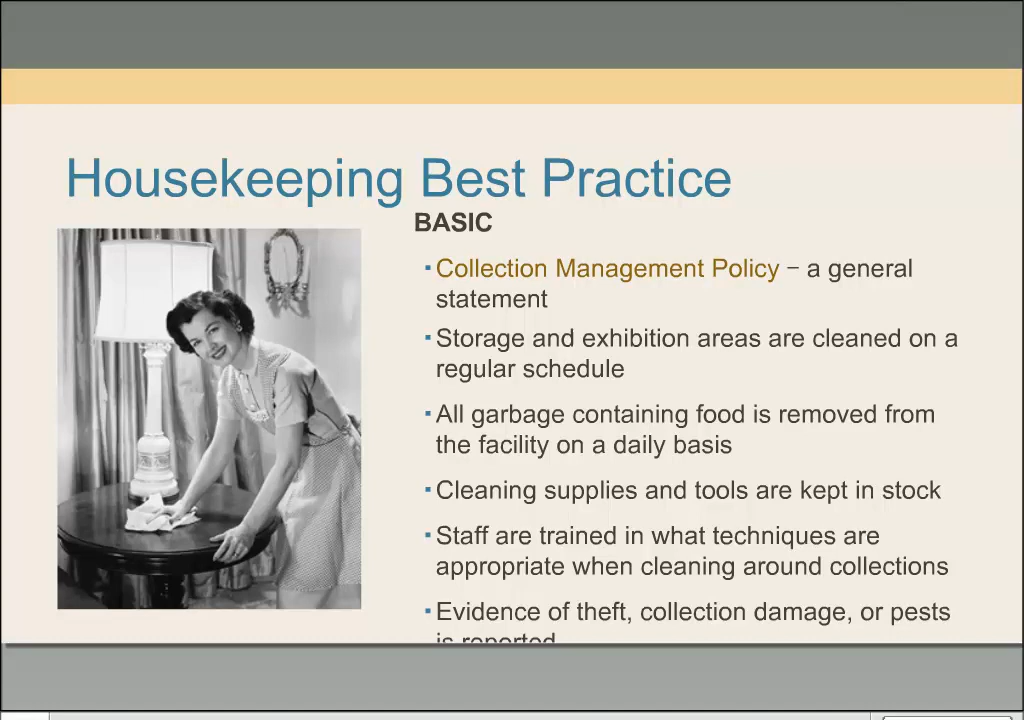 Housekeeping Best Practice
BASIC
▪Collection Management Policy – a general
statement
▪Storage and exhibition areas are cleaned on a
regular schedule
▪All garbage containing food is removed from
the facility on a daily basis
▪Cleaning supplies and tools are kept in stock
▪Staff are trained in what techniques are
appropriate when cleaning around collections
▪Evidence of theft, collection damage, or pests
is reported